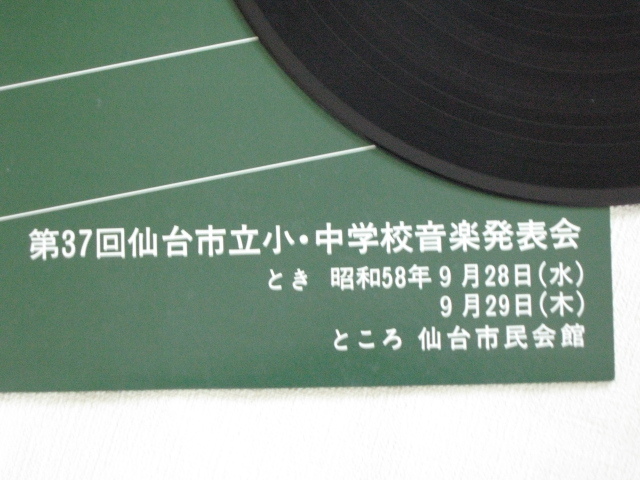 第37回仙台市立小・中学校音楽発表会
とき 昭和58年9月28日(水)
9月29日(木)
ところ 仙台市民会館